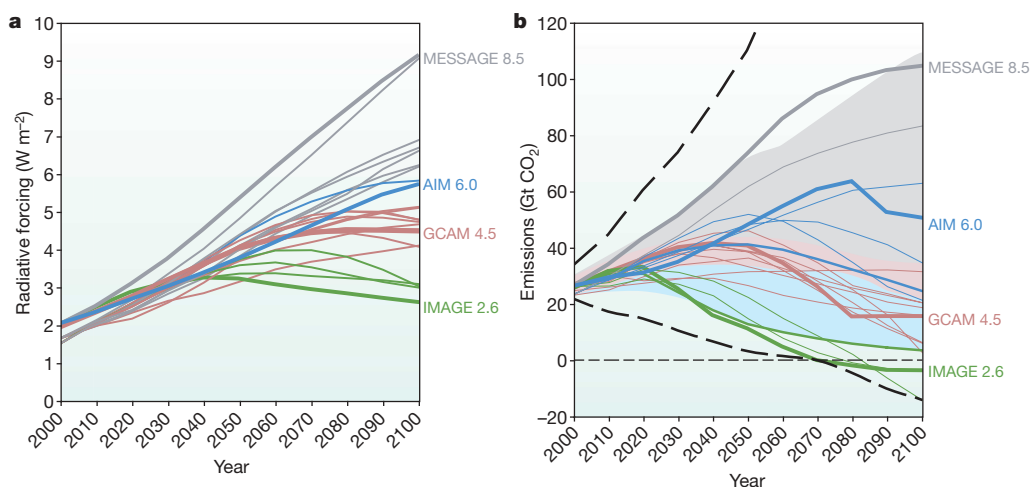 a
Radiative forcing (W m⁻²)
10
9
8
7
6
5
4
3
2
1
0
MESSAGE 8.5
AIM 6.0
GCAM 4.5
IMAGE 2.6
2000 2010 2020 2030 2040 2050 2060 2070 2080 2090 2100
Year
b
Emissions (Gt CO₂)
120
100
80
60
40
20
0
–20
MESSAGE 8.5
AIM 6.0
GCAM 4.5
IMAGE 2.6
2000 2010 2020 2030 2040 2050 2060 2070 2080 2090 2100
Year